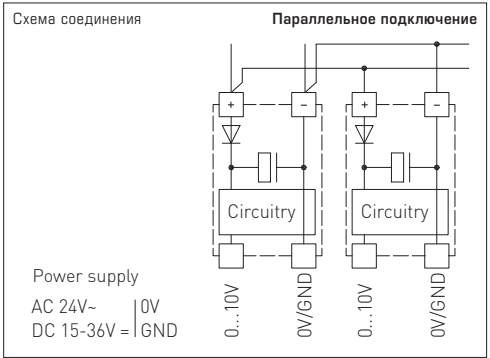 Схема соединения
Параллельное подключение
+ − + −
Circuitry Circuitry
Power supply
AC 24V~ 0V
DC 15-36V = GND
0...10V
0V/GND
0...10V
0V/GND